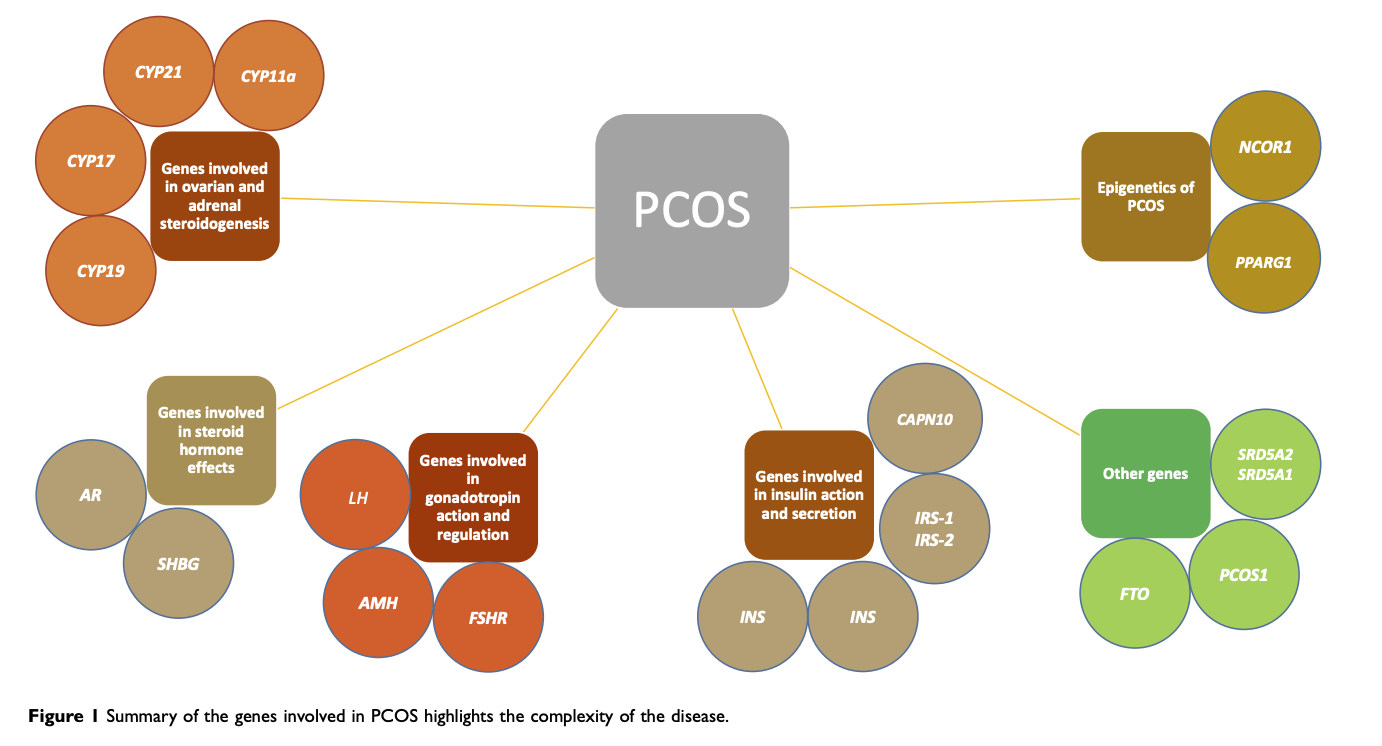 CYP21
CYP11a
CYP17
CYP19
Genes involved
in ovarian and
adrenal
steroidogenesis
PCOS
Epigenetics of
PCOS
NCOR1
PPARG1
Genes involved
in steroid
hormone
effects
AR
SHBG
Genes involved
in
gonadotropin
action and
regulation
LH
AMH
FSHR
Genes involved
in insulin action
and secretion
CAPN10
IRS-1
IRS-2
INS
INS
Other genes
SRD5A2
SRD5A1
PCOS1
FTO
Figure 1 Summary of the genes involved in PCOS highlights the complexity of the disease.